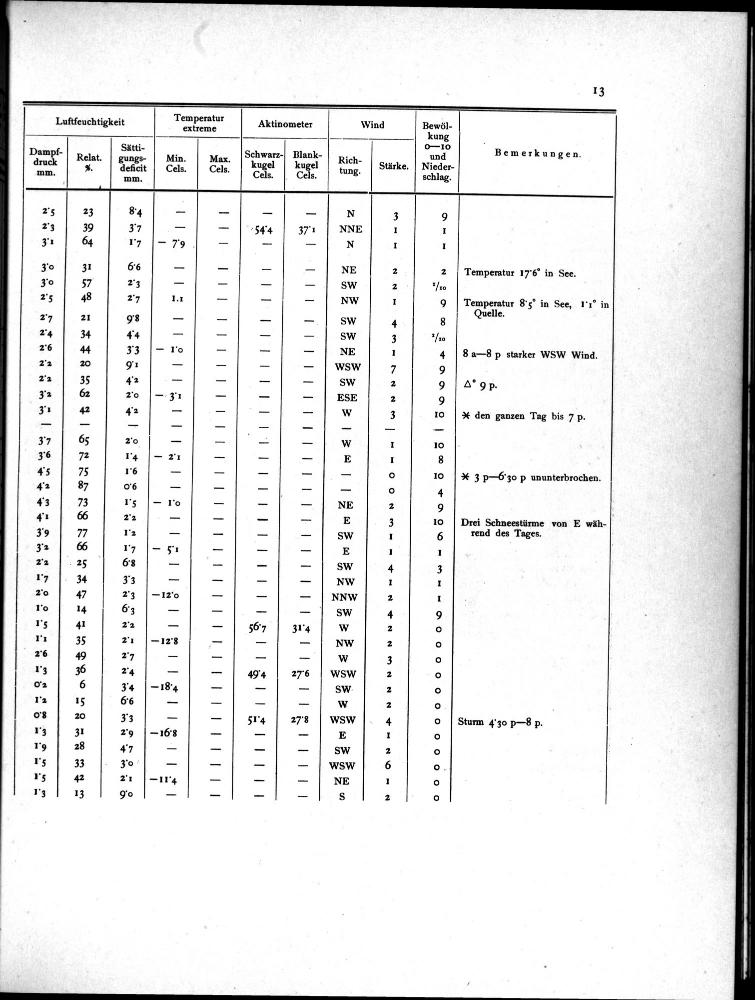 13
Luftfeuchtigkeit | Temperatur extreme | Aktinometer | Wind | Bewöl-kung 0—10 und Nieder-schlag. | Bemerkungen.
Dampf-druck mm. | Relat. %. | Sätti-gungs-deficit mm. | Min. Cels. | Max. Cels. | Schwarz-kugel Cels. | Blank-kugel Cels. | Rich-tung. | Stärke.
2·5 23 8·4 — — — — N 3 9
2·3 39 3·7 — — 54·4 37·1 NNE 1 1
3·1 64 1·7 — 7·9 — — — N 1 1
3·0 31 6·6 — — — — NE 2 2 Temperatur 17·6° in See.
3·0 57 2·3 — — — — SW 2 ¹/₁₀
2·5 48 2·7 1.1 — — — NW 1 9 Temperatur 8·5° in See, 1·1° in
Quelle.
2·7 21 9·8 — — — — SW 4 8
2·4 34 4·4 — — — — SW 3 ¹/₁₀
2·6 44 3·3 — 1·0 — — — NE 1 4 8 a—8 p starker WSW Wind.
2·2 20 9·1 — — — — WSW 7 9
2·2 35 4·2 — — — — SW 2 9 △° 9 p.
3·2 62 2·0 — 3·1 — — — ESE 2 9
3·1 42 4·2 — — — — W 3 10 ⚹ den ganzen Tag bis 7 p.
— — — — — — — — — —
3·7 65 2·0 — — — — W 1 10
3·6 72 1·4 — 2·1 — — — E 1 8
4·5 75 1·6 — — — — — 0 10 ⚹ 3 p—6·30 p ununterbrochen.
4·2 87 0·6 — — — — — 0 4
4·3 73 1·5 — 1·0 — — — NE 2 9
4·1 66 2·2 — — — — E 3 10 Drei Schneestürme von E wäh-
3·9 77 1·2 — — — — SW 1 6 rend des Tages.
3·2 66 1·7 — 5·1 — — — E 1 1
2·2 25 6·8 — — — — SW 4 3
1·7 34 3·3 — — — — NW 1 1
2·0 47 2·3 —12·0 — — — NNW 2 1
1·0 14 6·3 — — — — SW 4 9
1·5 41 2·2 — — 56·7 31·4 W 2 0
1·1 35 2·1 —12·8 — — — NW 2 0
2·6 49 2·7 — — — — W 3 0
1·3 36 2·4 — — 49·4 27·6 WSW 2 0
0·2 6 3·4 —18·4 — — — SW 2 0
1·2 15 6·6 — — — — W 2 0
0·8 20 3·3 — — 51·4 27·8 WSW 4 0 Sturm 4·30 p—8 p.
1·3 31 2·9 —16·8 — — — E 1 0
1·9 28 4·7 — — — — SW 2 0
1·5 33 3·0 — — — — WSW 6 0
1·5 42 2·1 —11·4 — — — NE 1 0
1·3 13 9·0 — — — — S 2 0